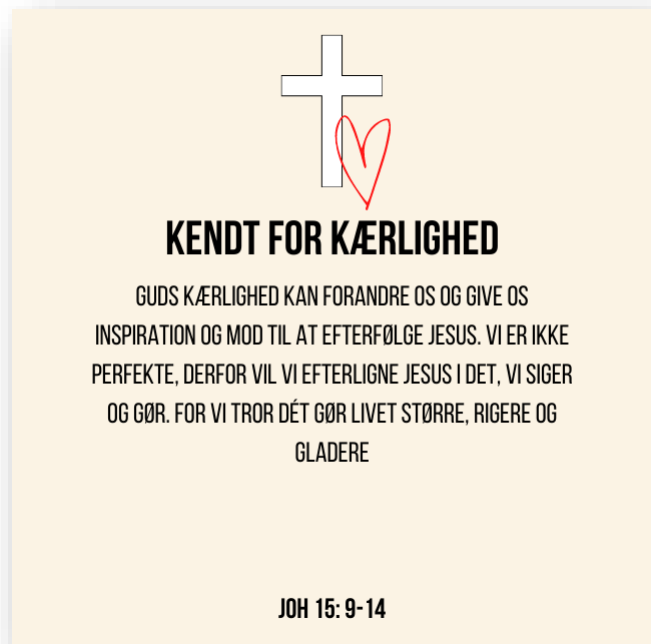 KENDT FOR KÆRLIGHED
GUDS KÆRLIGHED KAN FORANDRE OS OG GIVE OS
INSPIRATION OG MOD TIL AT EFTERFØLGE JESUS. VI ER IKKE
PERFEKTE, DERFOR VIL VI EFTERLIGNE JESUS I DET, VI SIGER
OG GØR. FOR VI TROR DÉT GØR LIVET STØRRE, RIGERE OG
GLADERE
JOH 15: 9-14